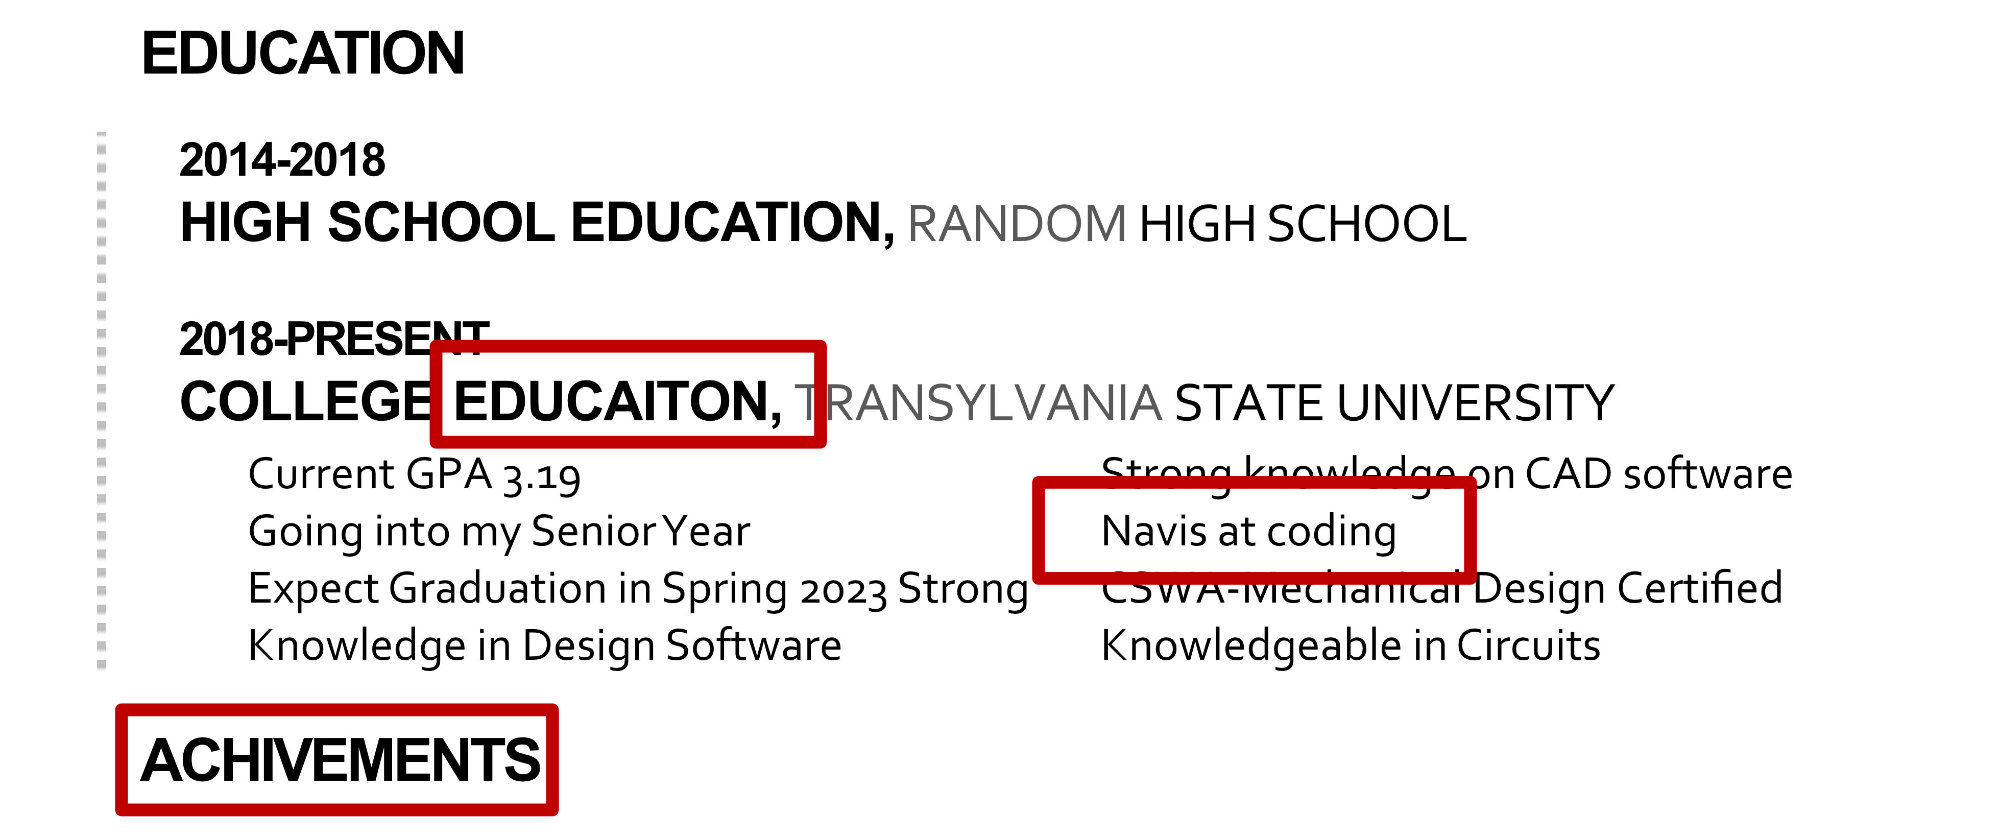 EDUCATION
2014-2018
HIGH SCHOOL EDUCATION, RANDOM HIGH SCHOOL
2018-PRESENT
COLLEGE EDUCAITON, TRANSYLVANIA STATE UNIVERSITY
Current GPA 3.19
Going into my Senior Year
Expect Graduation in Spring 2023 Strong
Knowledge in Design Software
Strong knowledge on CAD software
Navis at coding
CSWA-Mechanical Design Certified
Knowledgeable in Circuits
ACHIVEMENTS